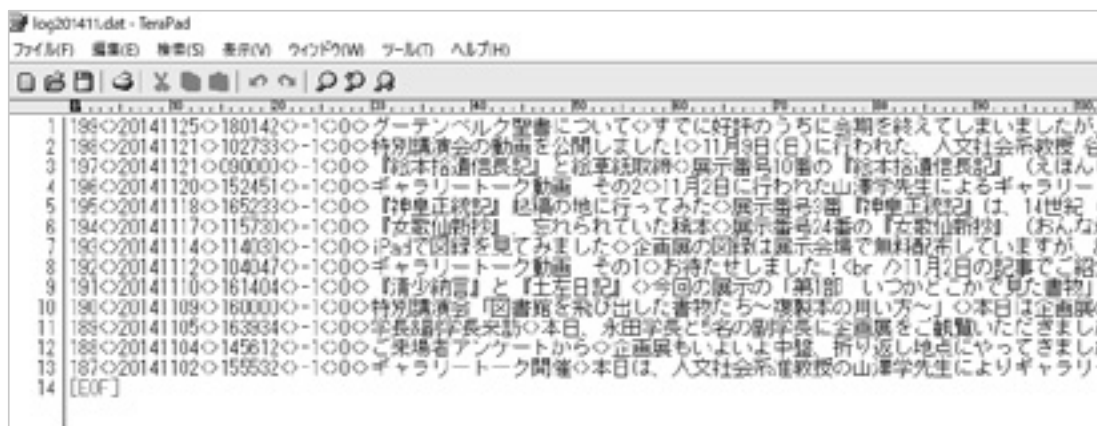 log201411.dat - TeraPad
ファイル(F) 編集(E) 検索(S) 表示(V) ウィンドウ(W) ツール(T) ヘルプ(H)
1 199<>20141125<>180142<>-1<>0<>グーテンベルク聖書について<>すでに好評のうちに会期を終えてしまいましたが、
2 198<>20141121<>102733<>-1<>0<>特別講演会の動画を公開しました!<>11月9日(日)に行われた、人文社会系教授
3 197<>20141121<>090000<>-1<>0<>『絵本拾遺信長記』と絵草紙取締<>展示番号10番の『絵本拾遺信長記』(えほん
4 196<>20141120<>152451<>-1<>0<>ギャラリートーク動画 その2<>11月2日に行われた山澤学先生によるギャラリー
5 195<>20141118<>165233<>-1<>0<>『神皇正統記』起稿の地に行ってみた<>展示番号3番『神皇正統記』は、14世紀
6 194<>20141117<>115730<>-1<>0<>『女歌仙新抄』 忘れられていた稿本<>展示番号24番の『女歌仙新抄』(おんな
7 193<>20141114<>114030<>-1<>0<>iPadで図録を見てみました<>企画展の図録は展示会場で無料配布していますが、
8 192<>20141112<>104047<>-1<>0<>ギャラリートーク動画 その1<>お待たせしました!<br />11月2日の記事でご紹
9 191<>20141110<>161404<>-1<>0<>『清少納言』と『土左日記』<>今回の展示の「第1部 いつかどこかで見た書物」
10 190<>20141109<>160000<>-1<>0<>特別講演会「図書館を飛び出した書物たち~複製本の用い方~」<>本日は企画展
11 189<>20141105<>163934<>-1<>0<>学長&副学長来訪<>本日、永田学長と5名の副学長に企画展をご観覧いただきまし
12 188<>20141104<>145612<>-1<>0<>ご来場者アンケートから<>企画展もいよいよ中盤、折り返し地点にやってきまし
13 187<>20141102<>155532<>-1<>0<>ギャラリートーク開催<>本日は、人文社会系准教授の山澤学先生によりギャラリー
14 [EOF]